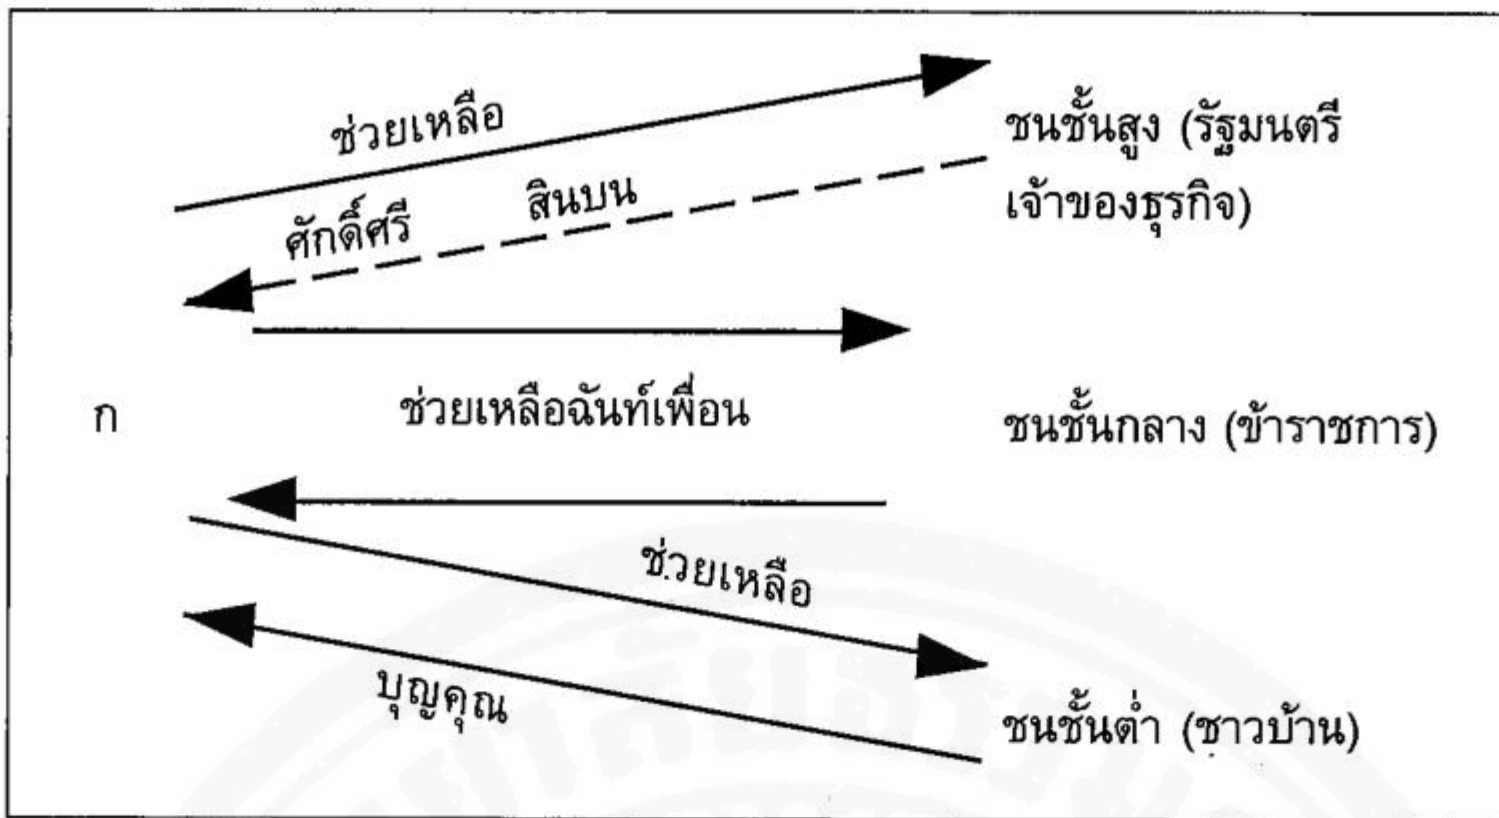 ช่วยเหลือ
ชนชั้นสูง (รัฐมนตรี
เจ้าของธุรกิจ)
ศักดิ์ศรี สินบน
ก
ช่วยเหลือฉันท์เพื่อน
ชนชั้นกลาง (ข้าราชการ)
ช่วยเหลือ
บุญคุณ
ชนชั้นต่ำ (ชาวบ้าน)